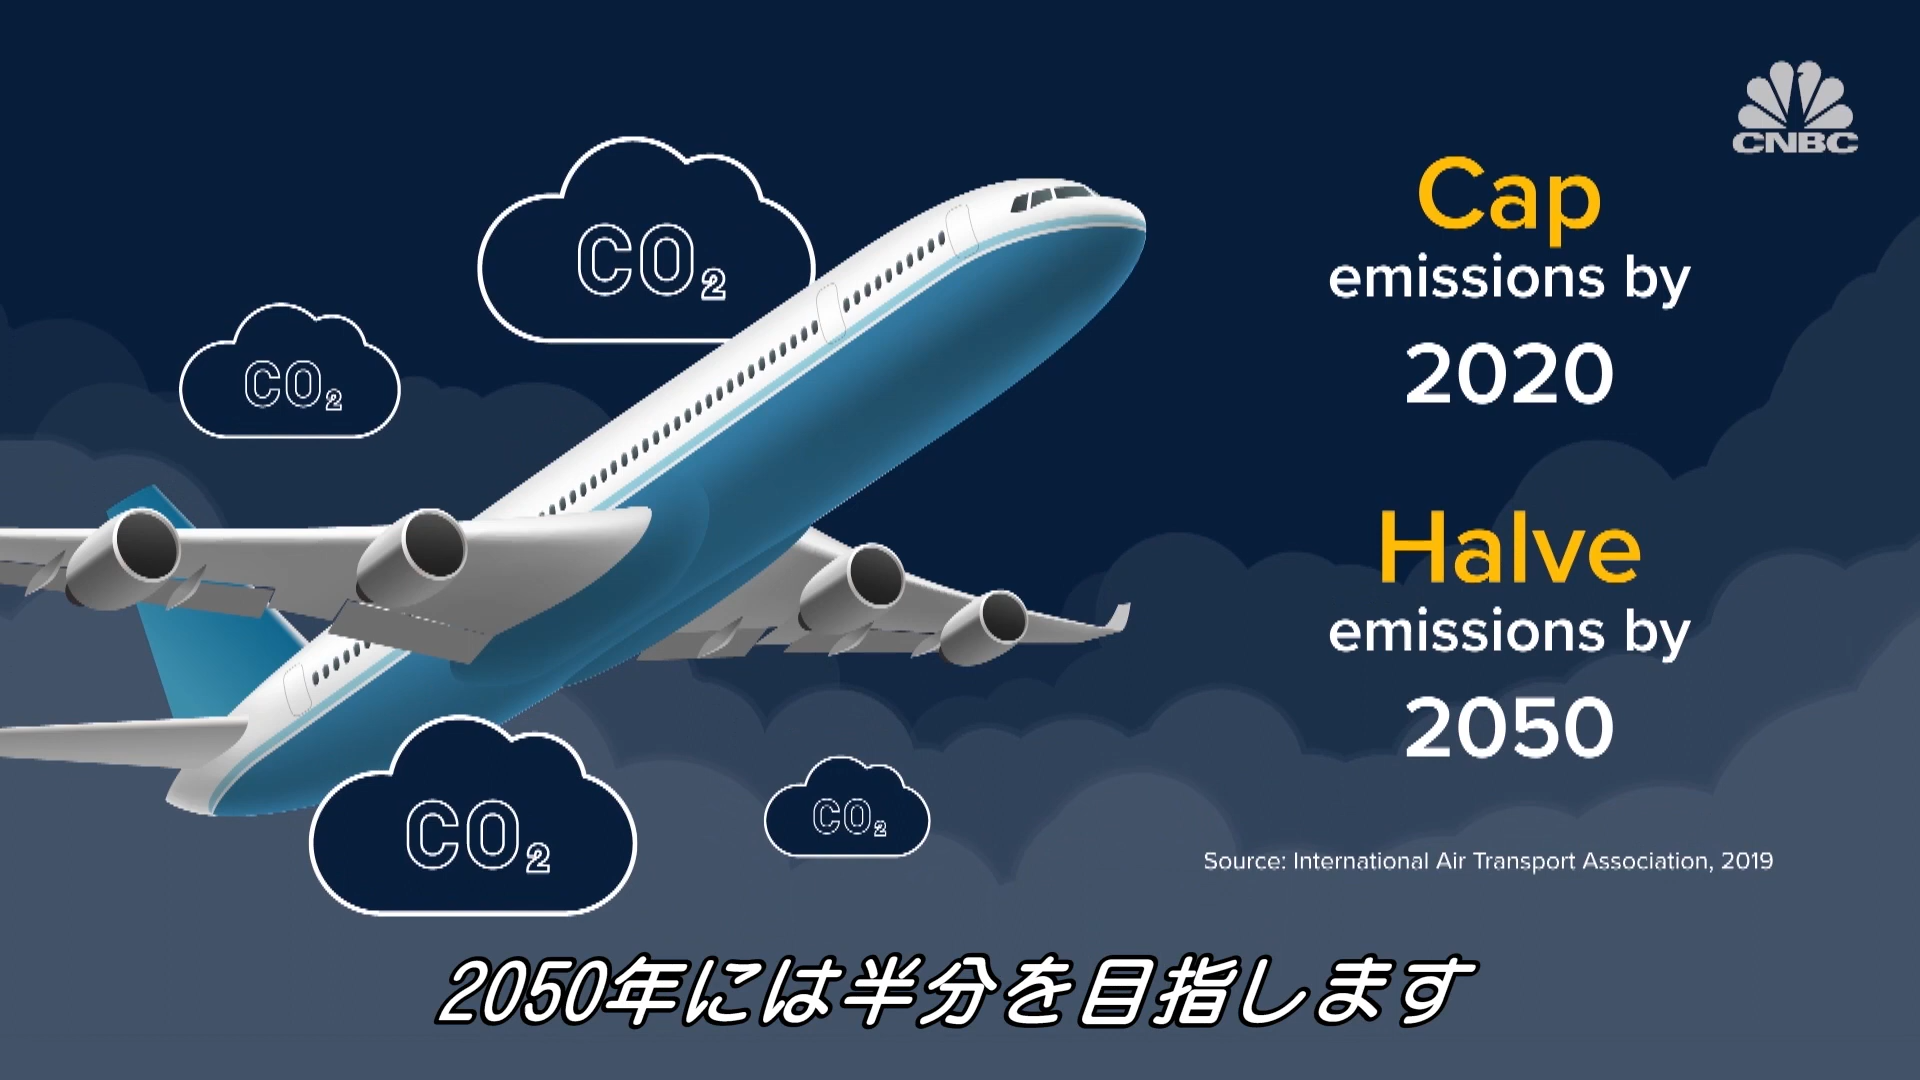 CNBC
Cap
emissions by
2020
Halve
emissions by
2050
CO₂
CO₂
CO₂
CO₂
Source: International Air Transport Association, 2019
2050年には半分を目指します